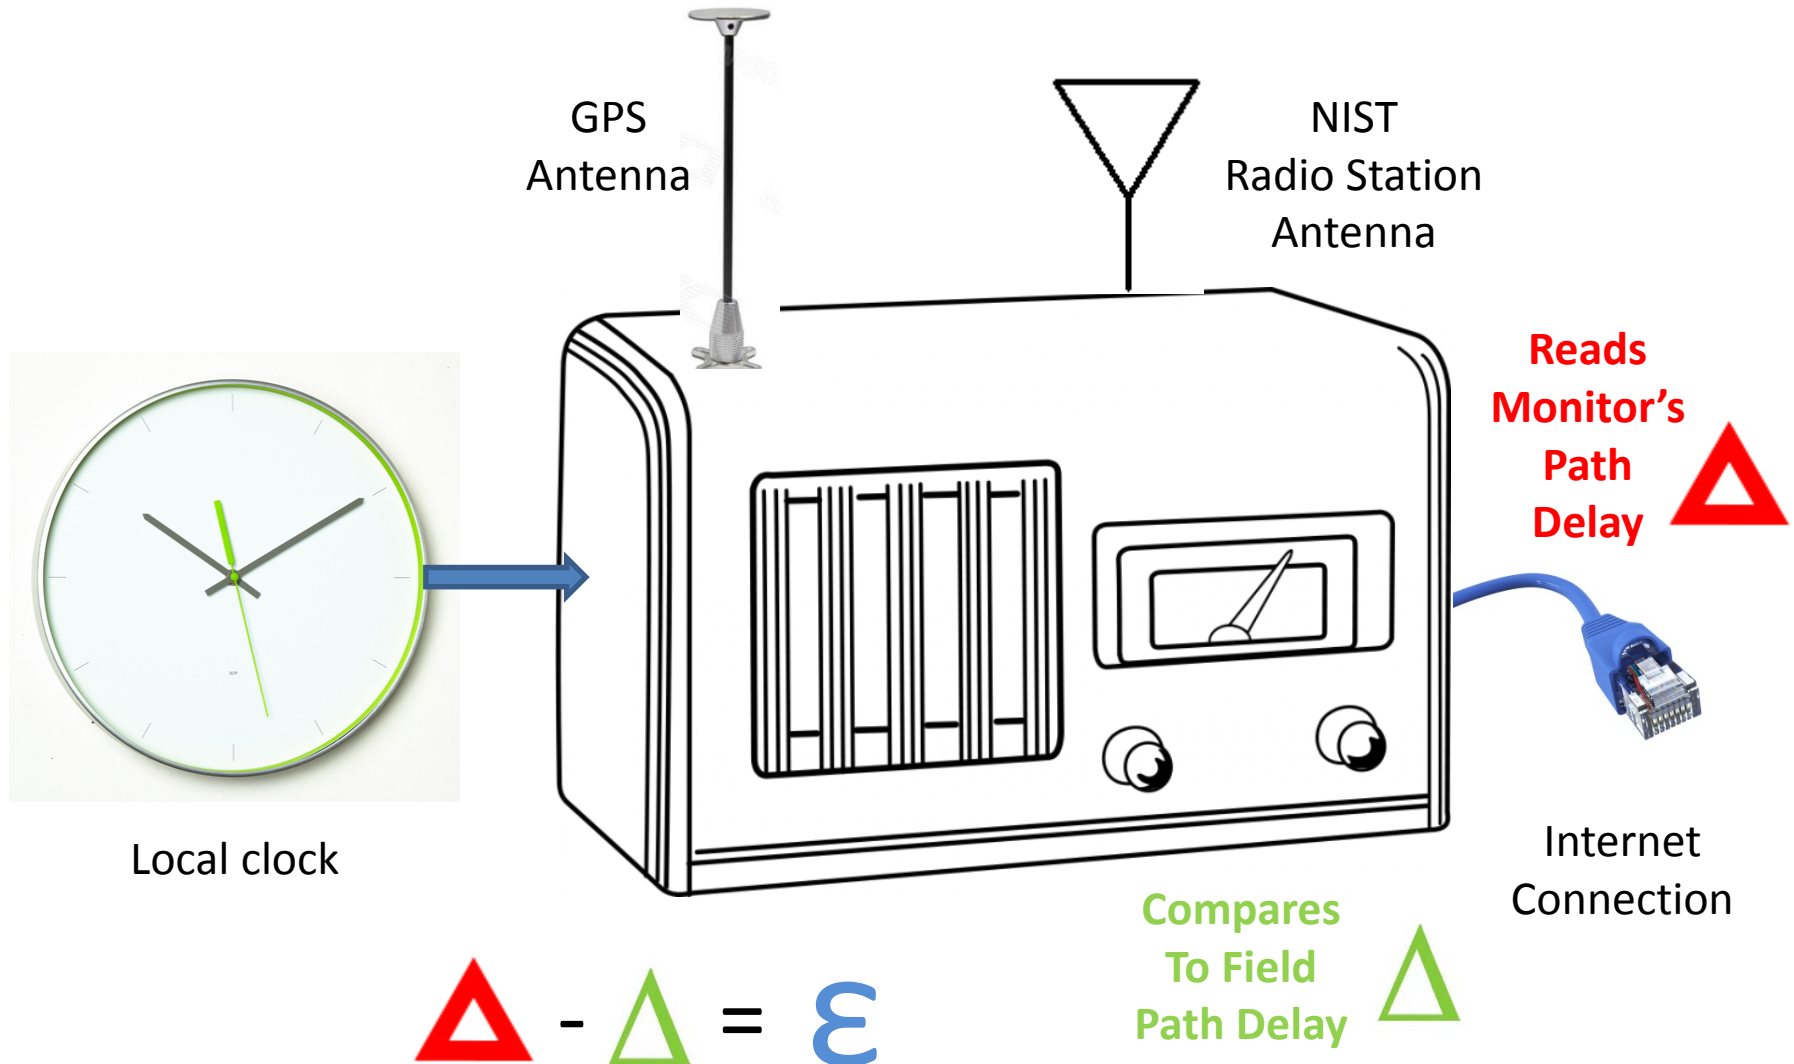 GPS
Antenna
NIST
Radio Station
Antenna
Reads
Monitor’s
Path
Delay
Local clock
Internet
Connection
Compares
To Field
Path Delay
Δ - Δ = ε